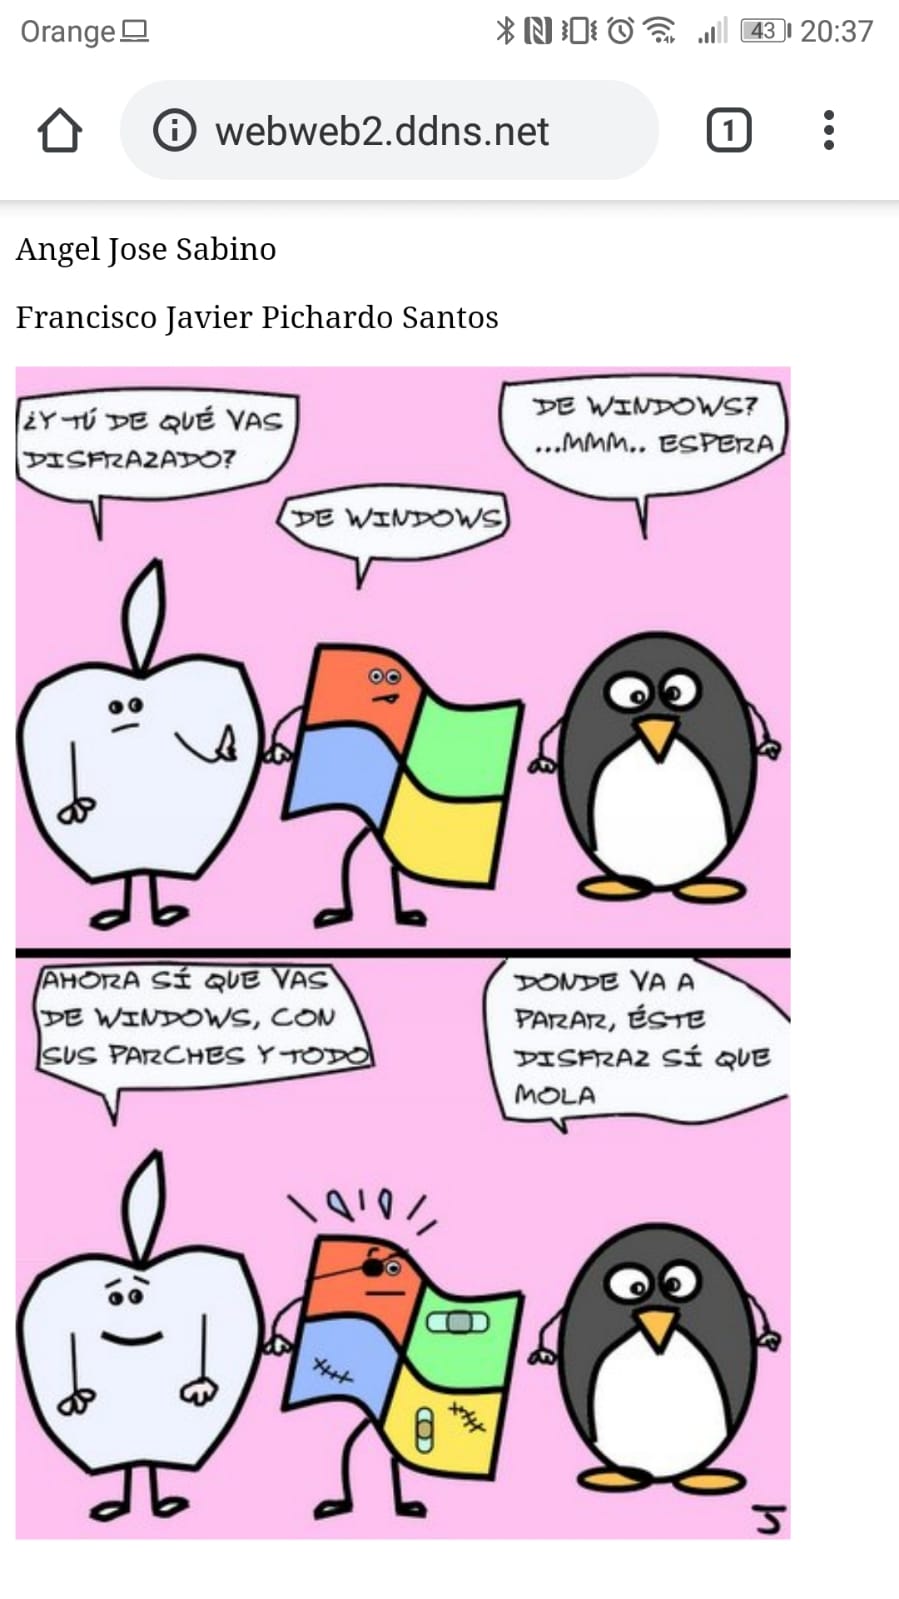 Orange 43 20:37
webweb2.ddns.net 1
Angel Jose Sabino
Francisco Javier Pichardo Santos
¿Y TÚ DE QUÉ VAS
DISFRAZADO?
DE WINDOWS
DE WINDOWS?
...MMM.. ESPERA
AHORA SÍ QUE VAS
DE WINDOWS, CON
SUS PARCHES Y TODO
DONDE VA A
PARAR, ÉSTE
DISFRAZ SÍ QUE
MOLA
J